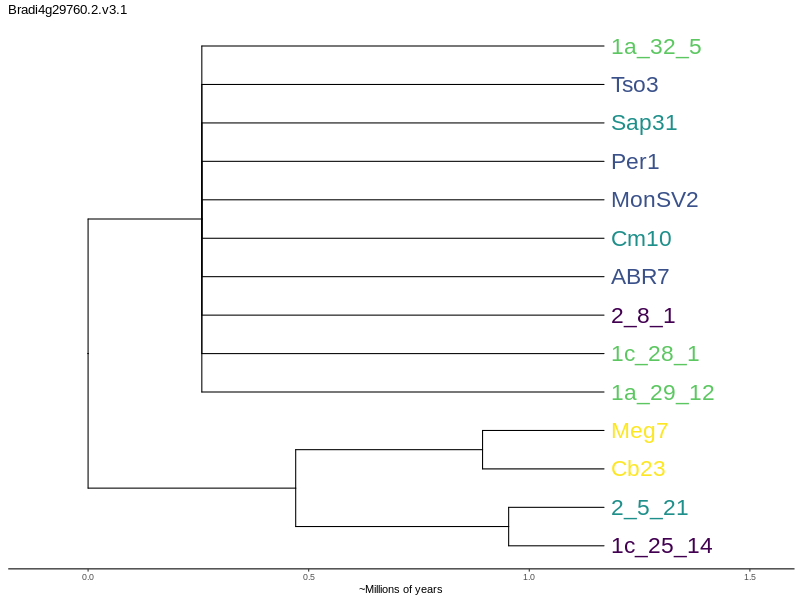 Bradi4g29760.2.v3.1
1a_32_5
Tso3
Sap31
Per1
MonSV2
Cm10
ABR7
2_8_1
1c_28_1
1a_29_12
Meg7
Cb23
2_5_21
1c_25_14
0.0 0.5 1.0 1.5
~Millions of years